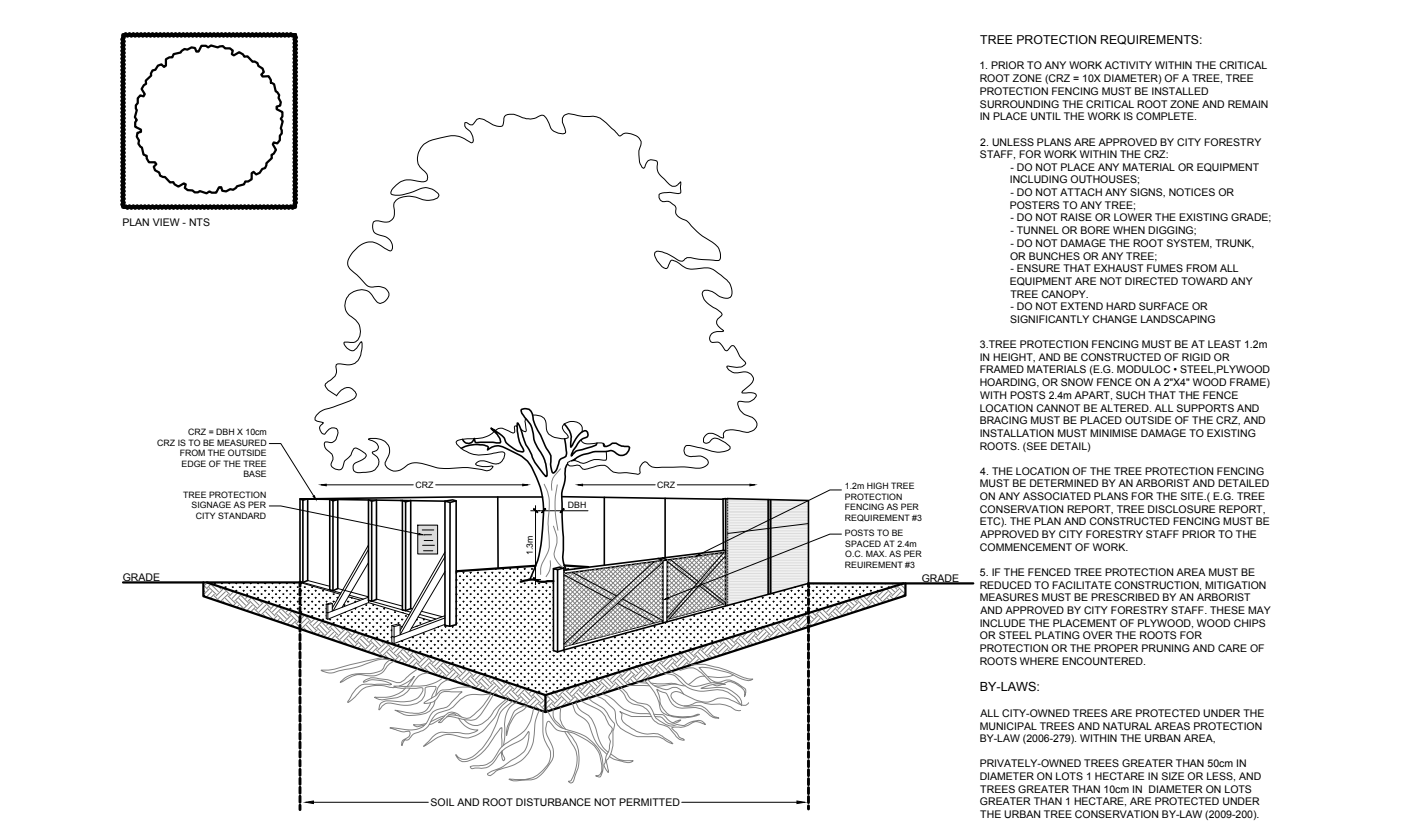 PLAN VIEW - NTS
CRZ = DBH X 10cm
CRZ IS TO BE MEASURED
FROM THE OUTSIDE
EDGE OF THE TREE
BASE
TREE PROTECTION
SIGNAGE AS PER
CITY STANDARD
CRZ
CRZ
DBH
1.3m
1.2m HIGH TREE
PROTECTION
FENCING AS PER
REQUIREMENT #3
POSTS TO BE
SPACED AT 2.4m
O.C. MAX. AS PER
REUIREMENT #3
GRADE
GRADE
SOIL AND ROOT DISTURBANCE NOT PERMITTED
TREE PROTECTION REQUIREMENTS:
1. PRIOR TO ANY WORK ACTIVITY WITHIN THE CRITICAL
ROOT ZONE (CRZ = 10X DIAMETER) OF A TREE, TREE
PROTECTION FENCING MUST BE INSTALLED
SURROUNDING THE CRITICAL ROOT ZONE AND REMAIN
IN PLACE UNTIL THE WORK IS COMPLETE.
2. UNLESS PLANS ARE APPROVED BY CITY FORESTRY
STAFF, FOR WORK WITHIN THE CRZ:
- DO NOT PLACE ANY MATERIAL OR EQUIPMENT
INCLUDING OUTHOUSES;
- DO NOT ATTACH ANY SIGNS, NOTICES OR
POSTERS TO ANY TREE;
- DO NOT RAISE OR LOWER THE EXISTING GRADE;
- TUNNEL OR BORE WHEN DIGGING;
- DO NOT DAMAGE THE ROOT SYSTEM, TRUNK,
OR BUNCHES OR ANY TREE;
- ENSURE THAT EXHAUST FUMES FROM ALL
EQUIPMENT ARE NOT DIRECTED TOWARD ANY
TREE CANOPY.
- DO NOT EXTEND HARD SURFACE OR
SIGNIFICANTLY CHANGE LANDSCAPING
3.TREE PROTECTION FENCING MUST BE AT LEAST 1.2m
IN HEIGHT, AND BE CONSTRUCTED OF RIGID OR
FRAMED MATERIALS (E.G. MODULOC • STEEL,PLYWOOD
HOARDING, OR SNOW FENCE ON A 2"X4" WOOD FRAME)
WITH POSTS 2.4m APART, SUCH THAT THE FENCE
LOCATION CANNOT BE ALTERED. ALL SUPPORTS AND
BRACING MUST BE PLACED OUTSIDE OF THE CRZ, AND
INSTALLATION MUST MINIMISE DAMAGE TO EXISTING
ROOTS. (SEE DETAIL)
4. THE LOCATION OF THE TREE PROTECTION FENCING
MUST BE DETERMINED BY AN ARBORIST AND DETAILED
ON ANY ASSOCIATED PLANS FOR THE SITE.( E.G. TREE
CONSERVATION REPORT, TREE DISCLOSURE REPORT,
ETC). THE PLAN AND CONSTRUCTED FENCING MUST BE
APPROVED BY CITY FORESTRY STAFF PRIOR TO THE
COMMENCEMENT OF WORK.
5. IF THE FENCED TREE PROTECTION AREA MUST BE
REDUCED TO FACILITATE CONSTRUCTION, MITIGATION
MEASURES MUST BE PRESCRIBED BY AN ARBORIST
AND APPROVED BY CITY FORESTRY STAFF. THESE MAY
INCLUDE THE PLACEMENT OF PLYWOOD, WOOD CHIPS
OR STEEL PLATING OVER THE ROOTS FOR
PROTECTION OR THE PROPER PRUNING AND CARE OF
ROOTS WHERE ENCOUNTERED.
BY-LAWS:
ALL CITY-OWNED TREES ARE PROTECTED UNDER THE
MUNICIPAL TREES AND NATURAL AREAS PROTECTION
BY-LAW (2006-279). WITHIN THE URBAN AREA,
PRIVATELY-OWNED TREES GREATER THAN 50cm IN
DIAMETER ON LOTS 1 HECTARE IN SIZE OR LESS, AND
TREES GREATER THAN 10cm IN DIAMETER ON LOTS
GREATER THAN 1 HECTARE, ARE PROTECTED UNDER
THE URBAN TREE CONSERVATION BY-LAW (2009-200).